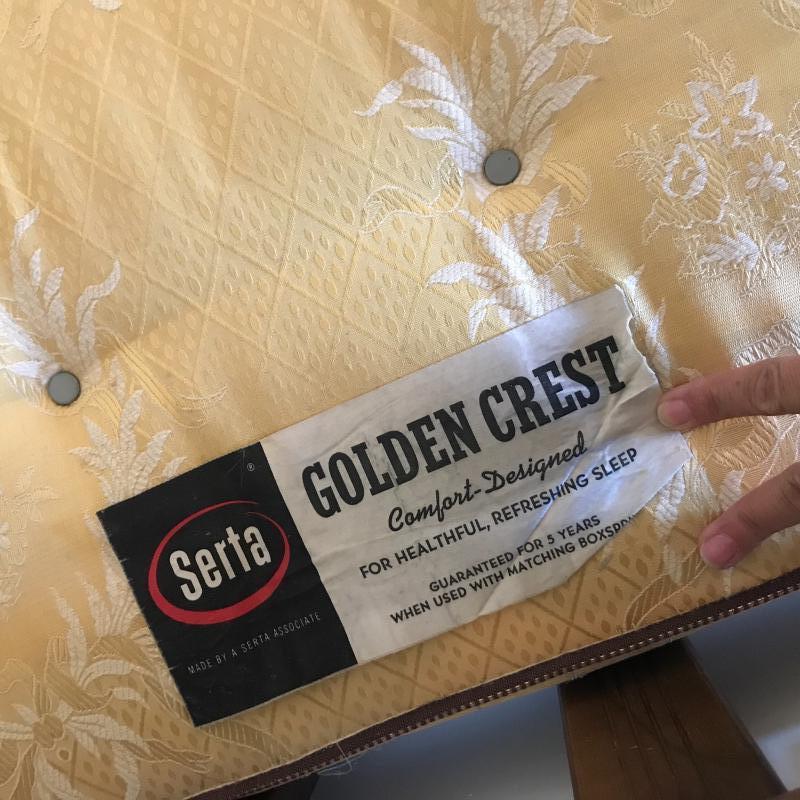 Serta
®
MADE BY A SERTA ASSOCIATE
GOLDEN CREST
Comfort-Designed
FOR HEALTHFUL, REFRESHING SLEEP
GUARANTEED FOR 5 YEARS
WHEN USED WITH MATCHING